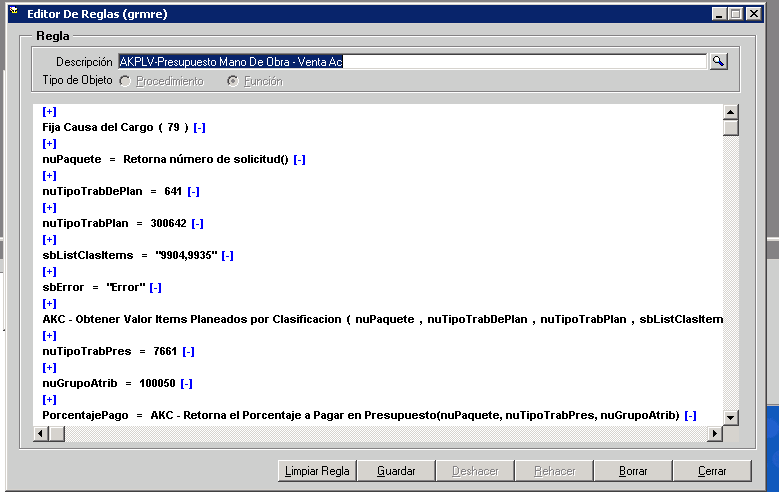 Editor De Reglas (grmre)
Regla
Descripción AKPLV-Presupuesto Mano De Obra - Venta Ac
Tipo de Objeto Procedimiento Función
[+]
Fija Causa del Cargo ( 79 ) [-]
[+]
nuPaquete = Retorna número de solicitud() [-]
[+]
nuTipoTrabDePlan = 641 [-]
[+]
nuTipoTrabPlan = 300642 [-]
[+]
sbListClasItems = "9904,9935" [-]
[+]
sbError = "Error" [-]
[+]
AKC - Obtener Valor Items Planeados por Clasificacion ( nuPaquete , nuTipoTrabDePlan , nuTipoTrabPlan , sbListClasItem
[+]
nuTipoTrabPres = 7661 [-]
[+]
nuGrupoAtrib = 100050 [-]
[+]
PorcentajePago = AKC - Retorna el Porcentaje a Pagar en Presupuesto(nuPaquete, nuTipoTrabPres, nuGrupoAtrib) [-]
Limpiar Regla Guardar Deshacer Rehacer Borrar Cerrar